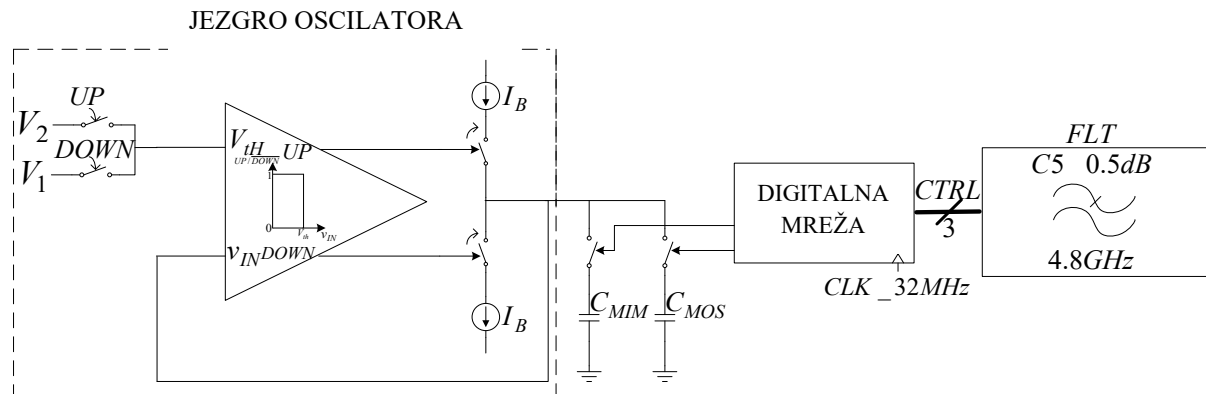 JEZGRO OSCILATORA
UP
V2
DOWN
V1
VtH
UP/DOWN
UP
1
0
Vth
vIN
vIN
DOWN
IB
IB
CMIM
CMOS
DIGITALNA
MREŽA
CLK_32MHz
CTRL
3
FLT
C5 0.5dB
4.8GHz